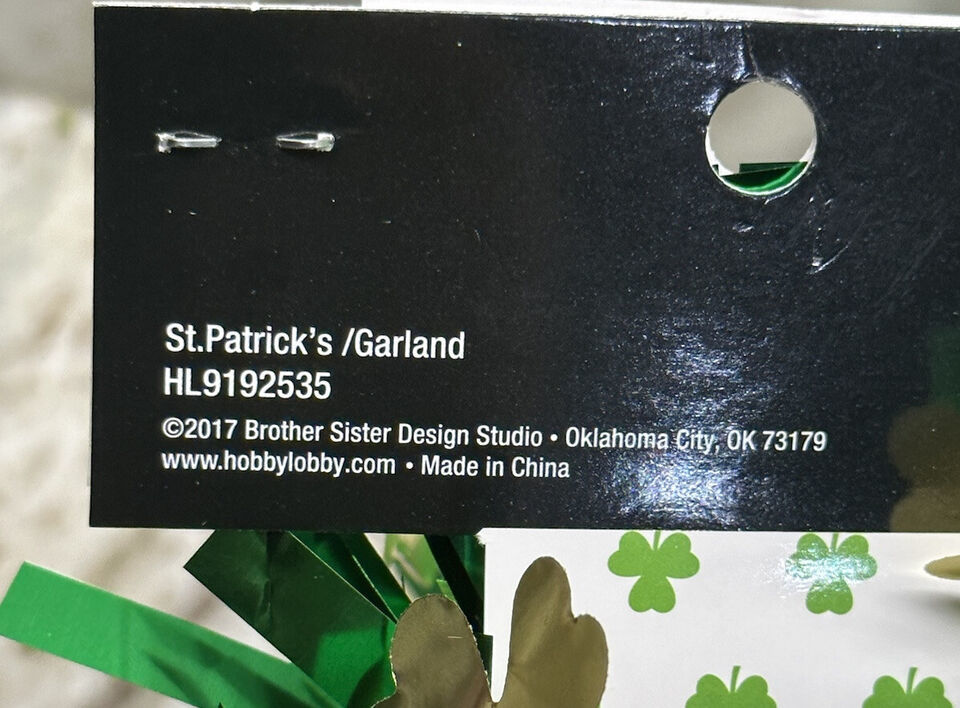 St.Patrick's /Garland
HL9192535
©2017 Brother Sister Design Studio • Oklahoma City, OK 73179
www.hobbylobby.com • Made in China